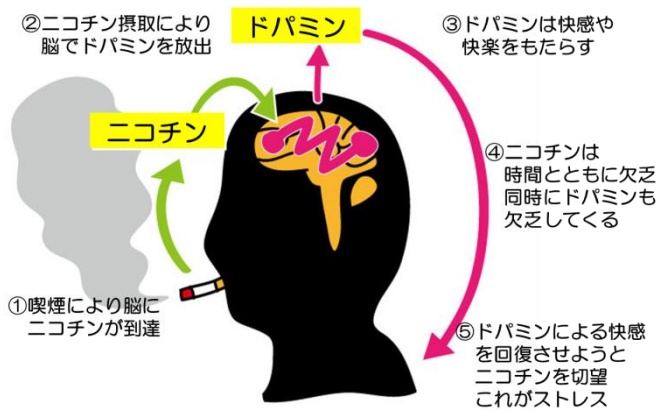 ①喫煙により脳に
ニコチンが到達
ニコチン
②ニコチン摂取により
脳でドパミンを放出
ドパミン
③ドパミンは快感や
快楽をもたらす
④ニコチンは
時間とともに欠乏
同時にドパミンも
欠乏してくる
⑤ドパミンによる快感
を回復させようと
ニコチンを切望
これがストレス